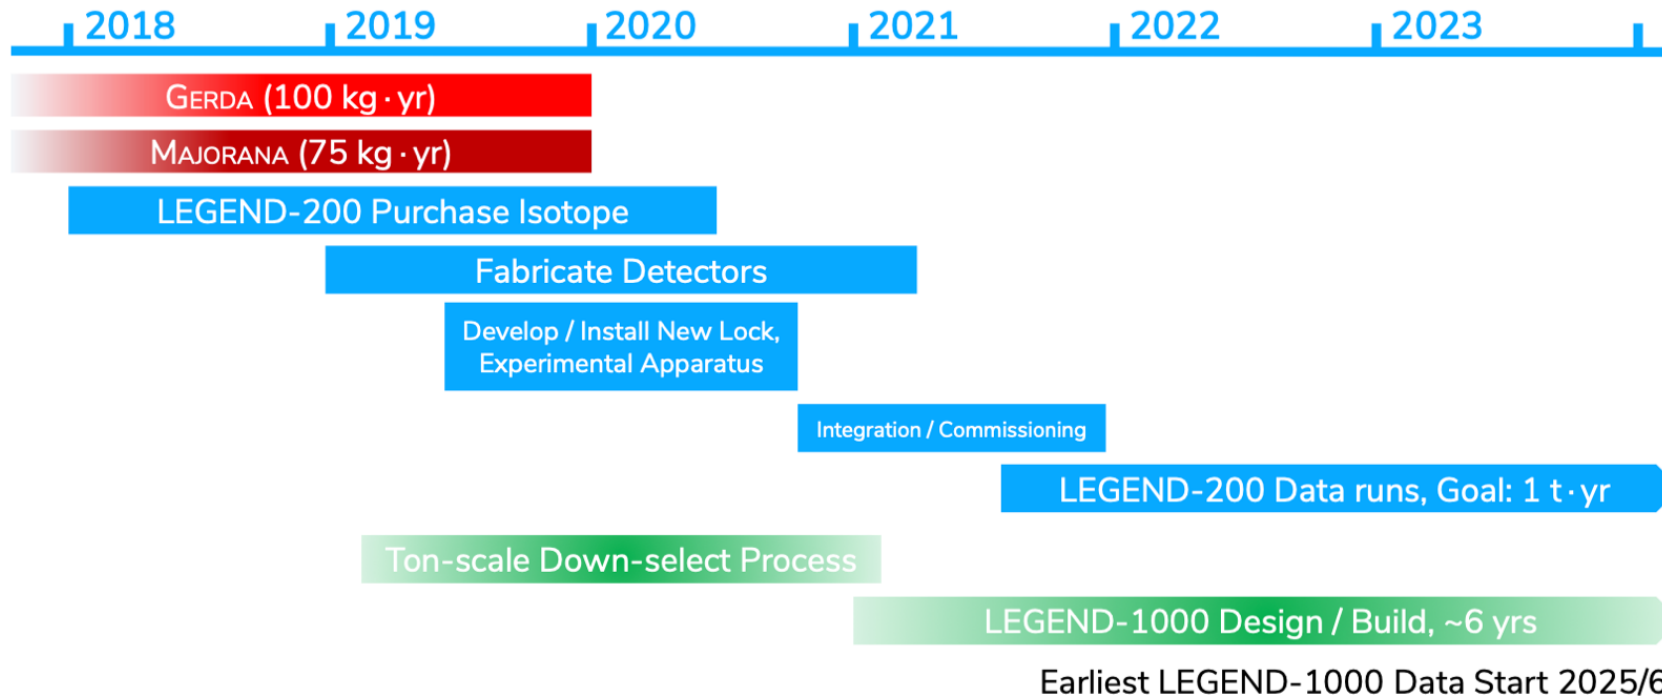 2018 2019 2020 2021 2022 2023
GERDA (100 kg·yr)
MAJORANA (75 kg·yr)
LEGEND-200 Purchase Isotope
Fabricate Detectors
Develop / Install New Lock,
Experimental Apparatus
Integration / Commissioning
LEGEND-200 Data runs, Goal: 1 t·yr
Ton-scale Down-select Process
LEGEND-1000 Design / Build, ~6 yrs
Earliest LEGEND-1000 Data Start 2025/6